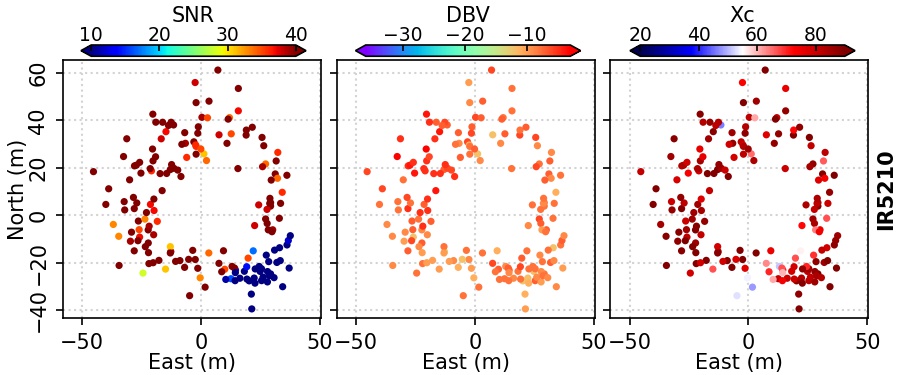 SNR DBV Xc
10 20 30 40 −30 −20 −10 20 40 60 80
60
40
20
0
−20
−40
North (m)
IR5210
−50 0 50 −50 0 50 −50 0 50
East (m) East (m) East (m)